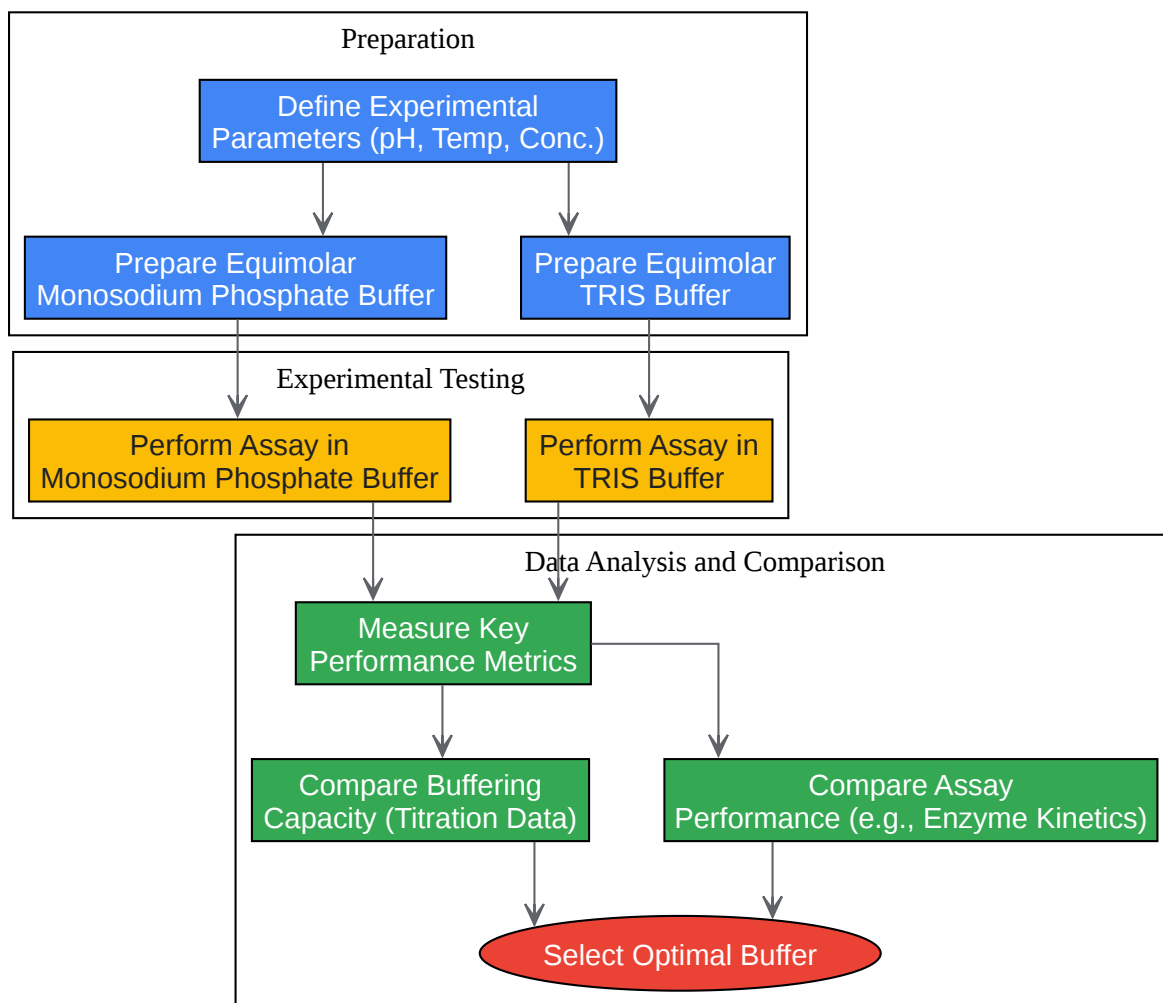 Preparation
Define Experimental
Parameters (pH, Temp, Conc.)
Prepare Equimolar
Monosodium Phosphate Buffer
Prepare Equimolar
TRIS Buffer
Experimental Testing
Perform Assay in
Monosodium Phosphate Buffer
Perform Assay in
TRIS Buffer
Data Analysis and Comparison
Measure Key
Performance Metrics
Compare Buffering
Capacity (Titration Data)
Compare Assay
Performance (e.g., Enzyme Kinetics)
Select Optimal Buffer